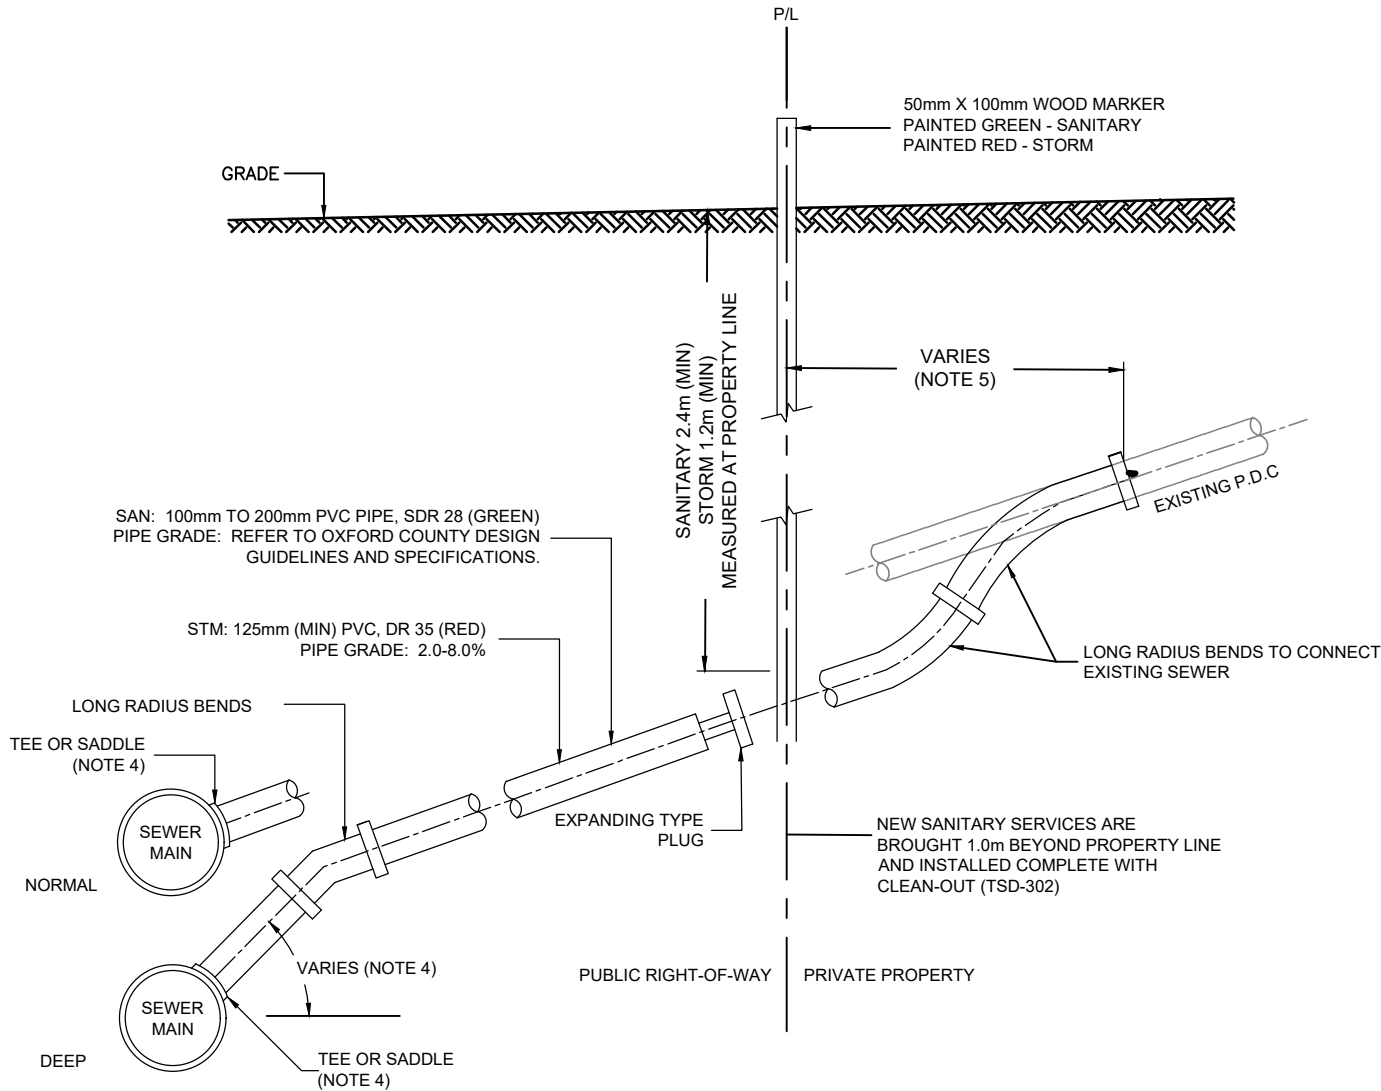 P/L
50mm X 100mm WOOD MARKER
PAINTED GREEN - SANITARY
PAINTED RED - STORM
GRADE
SANITARY 2.4m (MIN)
STORM 1.2m (MIN)
MEASURED AT PROPERTY LINE
VARIES
(NOTE 5)
EXISTING P.D.C
SAN: 100mm TO 200mm PVC PIPE, SDR 28 (GREEN)
PIPE GRADE: REFER TO OXFORD COUNTY DESIGN
GUIDELINES AND SPECIFICATIONS.
STM: 125mm (MIN) PVC, DR 35 (RED)
PIPE GRADE: 2.0-8.0%
LONG RADIUS BENDS TO CONNECT
EXISTING SEWER
LONG RADIUS BENDS
TEE OR SADDLE
(NOTE 4)
SEWER
MAIN
NORMAL
EXPANDING TYPE
PLUG
NEW SANITARY SERVICES ARE
BROUGHT 1.0m BEYOND PROPERTY LINE
AND INSTALLED COMPLETE WITH
CLEAN-OUT (TSD-302)
VARIES (NOTE 4)
PUBLIC RIGHT-OF-WAY
PRIVATE PROPERTY
SEWER
MAIN
DEEP
TEE OR SADDLE
(NOTE 4)